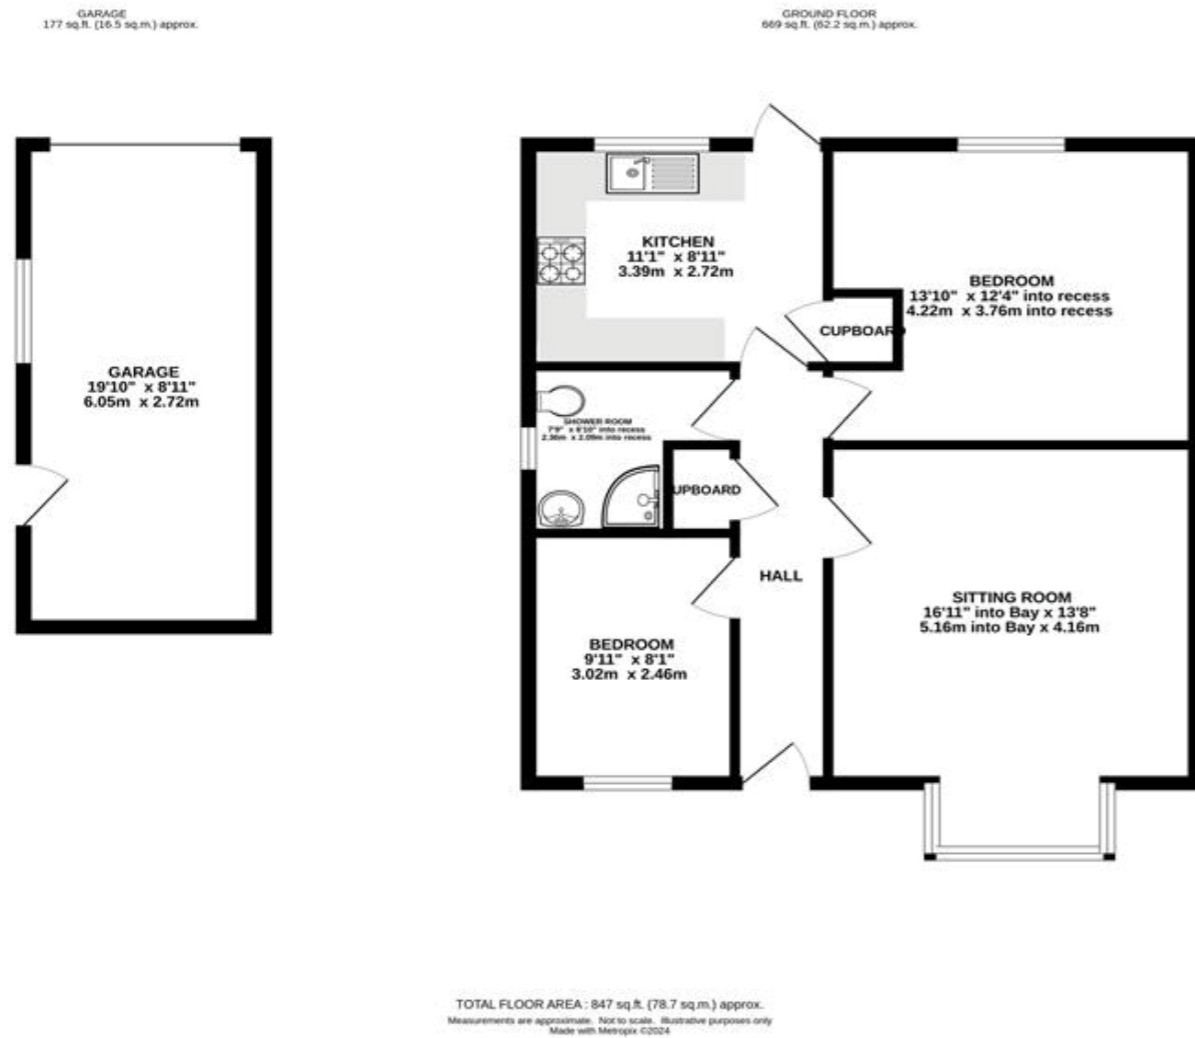 GARAGE
177 sq.ft. (16.5 sq.m.) approx.
GROUND FLOOR
669 sq.ft. (62.2 sq.m.) approx.
KITCHEN
11'1" x 8'11"
3.39m x 2.72m
BEDROOM
13'10" x 12'4" into recess
4.22m x 3.76m into recess
CUPBOARD
GARAGE
19'10" x 8'11"
6.05m x 2.72m
SHOWER ROOM
7'9" x 6'10" into recess
2.36m x 2.09m into recess
UPBOARD
HALL
SITTING ROOM
16'11" into Bay x 13'8"
5.16m into Bay x 4.16m
BEDROOM
9'11" x 8'1"
3.02m x 2.46m
TOTAL FLOOR AREA : 847 sq.ft. (78.7 sq.m.) approx.
Measurements are approximate. Not to scale. Illustrative purposes only
Made with Metropix ©2024